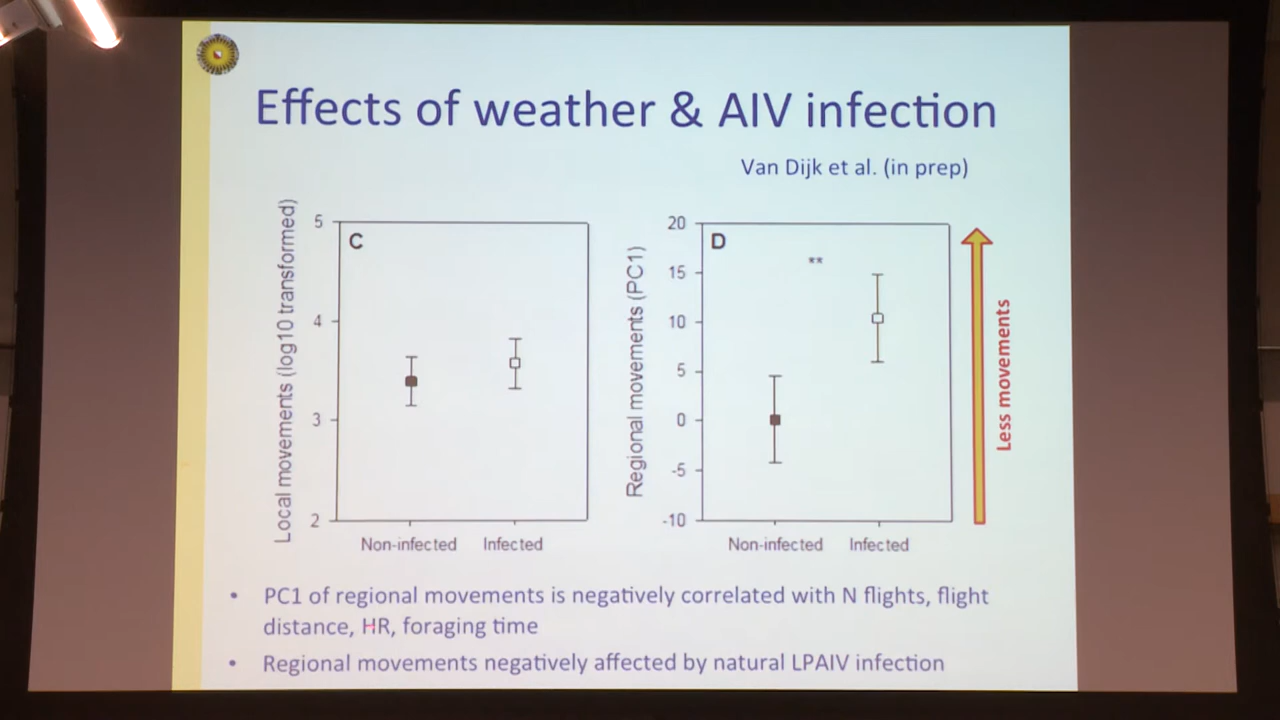 Effects of weather & AIV infection
Van Dijk et al. (in prep)
Local movements (log10 transformed)
5
4
3
2
C
Non-infected
Infected
Regional movements (PC1)
20
15
10
5
0
-5
-10
D
**
Non-infected
Infected
Less movements
• PC1 of regional movements is negatively correlated with N flights, flight
distance, HR, foraging time
• Regional movements negatively affected by natural LPAIV infection